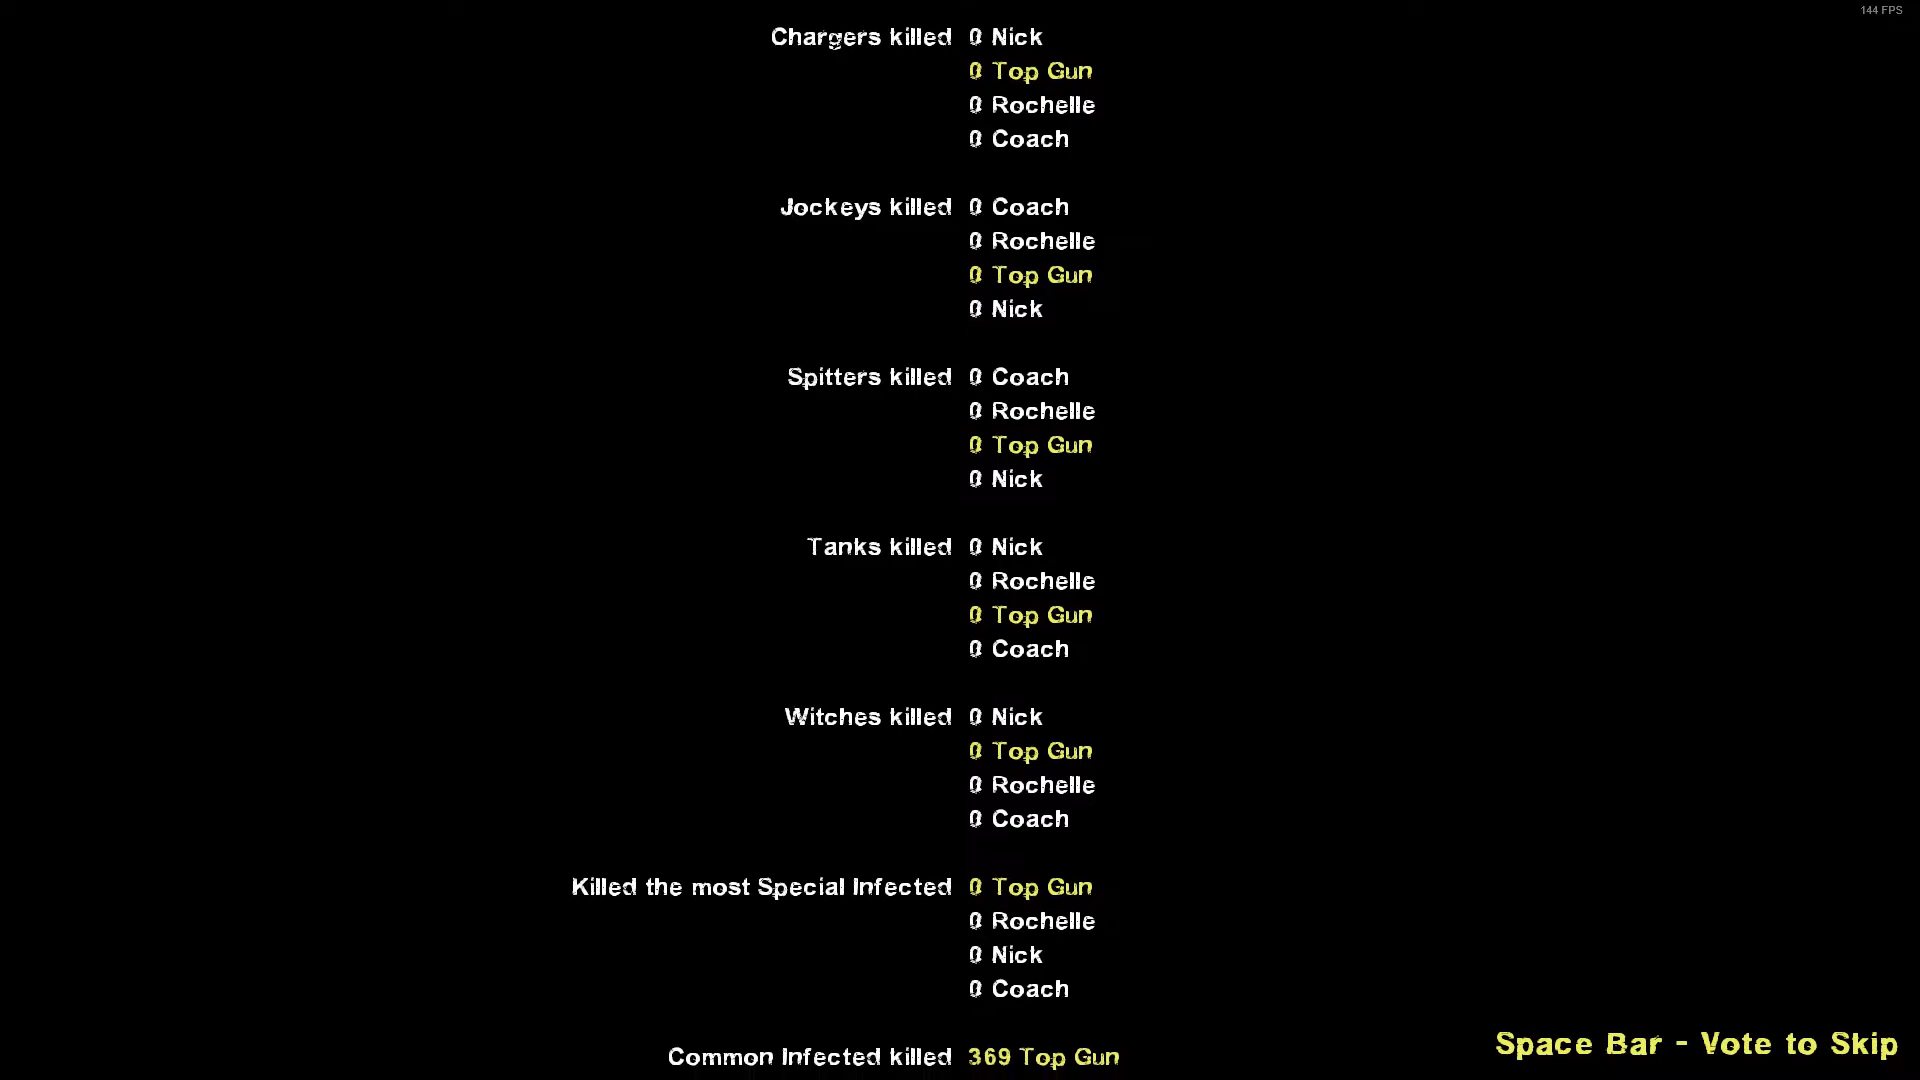 144 FPS
Chargers killed 0 Nick
0 Top Gun
0 Rochelle
0 Coach
Jockeys killed 0 Coach
0 Rochelle
0 Top Gun
0 Nick
Spitters killed 0 Coach
0 Rochelle
0 Top Gun
0 Nick
Tanks killed 0 Nick
0 Rochelle
0 Top Gun
0 Coach
Witches killed 0 Nick
0 Top Gun
0 Rochelle
0 Coach
Killed the most Special Infected 0 Top Gun
0 Rochelle
0 Nick
0 Coach
Common Infected killed 369 Top Gun
Space Bar - Vote to Skip